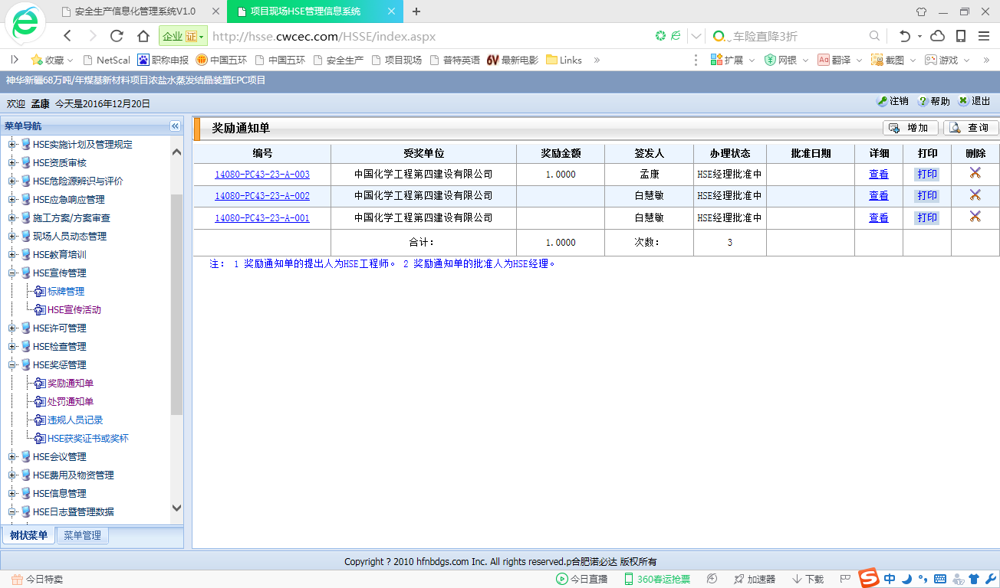 安全生产信息化管理系统V1.0
项目现场HSE管理信息系统
企业 证
http://hsse.cwcec.com/HSSE/index.aspx
车险直降3折
收藏 NetScal 职称申报 中国五环 中国五环 安全生产 项目现场 普特英语 6V 最新电影 Links » 扩展 网银 Aa 翻译 截图 游戏 »
神华新疆68万吨/年煤基新材料项目浓盐水蒸发结晶装置EPC项目
欢迎 孟康 今天是2016年12月20日
注销 帮助 退出
菜单导航
HSE实施计划及管理规定
HSE资质审核
HSE危险源辨识与评价
HSE应急响应管理
施工方案/方案审查
现场人员动态管理
HSE教育培训
HSE宣传管理
标牌管理
HSE宣传活动
HSE许可管理
HSE检查管理
HSE奖惩管理
奖励通知单
处罚通知单
违规人员记录
HSE获奖证书或奖杯
HSE会议管理
HSE费用及物资管理
HSE信息管理
HSE日志暨管理数据
树状菜单 菜单管理
奖励通知单
增加 查询
编号 受奖单位 奖励金额 签发人 办理状态 批准日期 详细 打印 删除
14080-PC43-23-A-003 中国化学工程第四建设有限公司 1.0000 孟康 HSE经理批准中 查看 打印
14080-PC43-23-A-002 中国化学工程第四建设有限公司 白慧敏 HSE经理批准中 查看 打印
14080-PC43-23-A-001 中国化学工程第四建设有限公司 白慧敏 HSE经理批准中 查看 打印
合计： 1.0000 次数： 3
注： 1 奖励通知单的提出人为HSE工程师。 2 奖励通知单的批准人为HSE经理。
Copyright ? 2010 hfnbdgs.com Inc. All rights reserved.p合肥诺必达 版权所有
今日特卖 今日直播 360春运抢票 加速器 下载 S 中